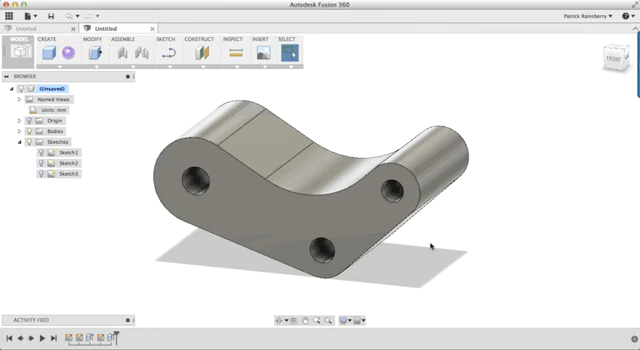 Autodesk Fusion 360
Patrick Rainsberry
Untitled
Untitled
MODEL
CREATE
MODIFY
ASSEMBLY
SKETCH
CONSTRUCT
INSPECT
INSERT
SELECT
BROWSER
(Unsaved)
Named Views
Units: mm
Origin
Bodies
Sketches
Sketch1
Sketch2
Sketch3
FRONT
ACTIVITY FEED